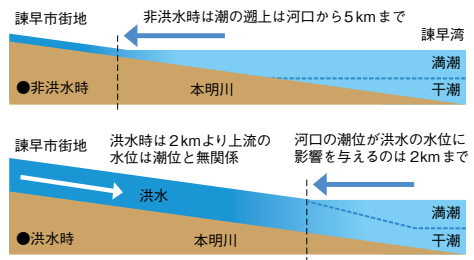 諫早市街地
非洪水時は潮の遡上は河口から5kmまで
諫早湾
満潮
干潮
●非洪水時
本明川
諫早市街地
洪水時は2kmより上流の
水位は潮位と無関係
河口の潮位が洪水の水位に
影響を与えるのは2kmまで
洪水
満潮
干潮
●洪水時
本明川